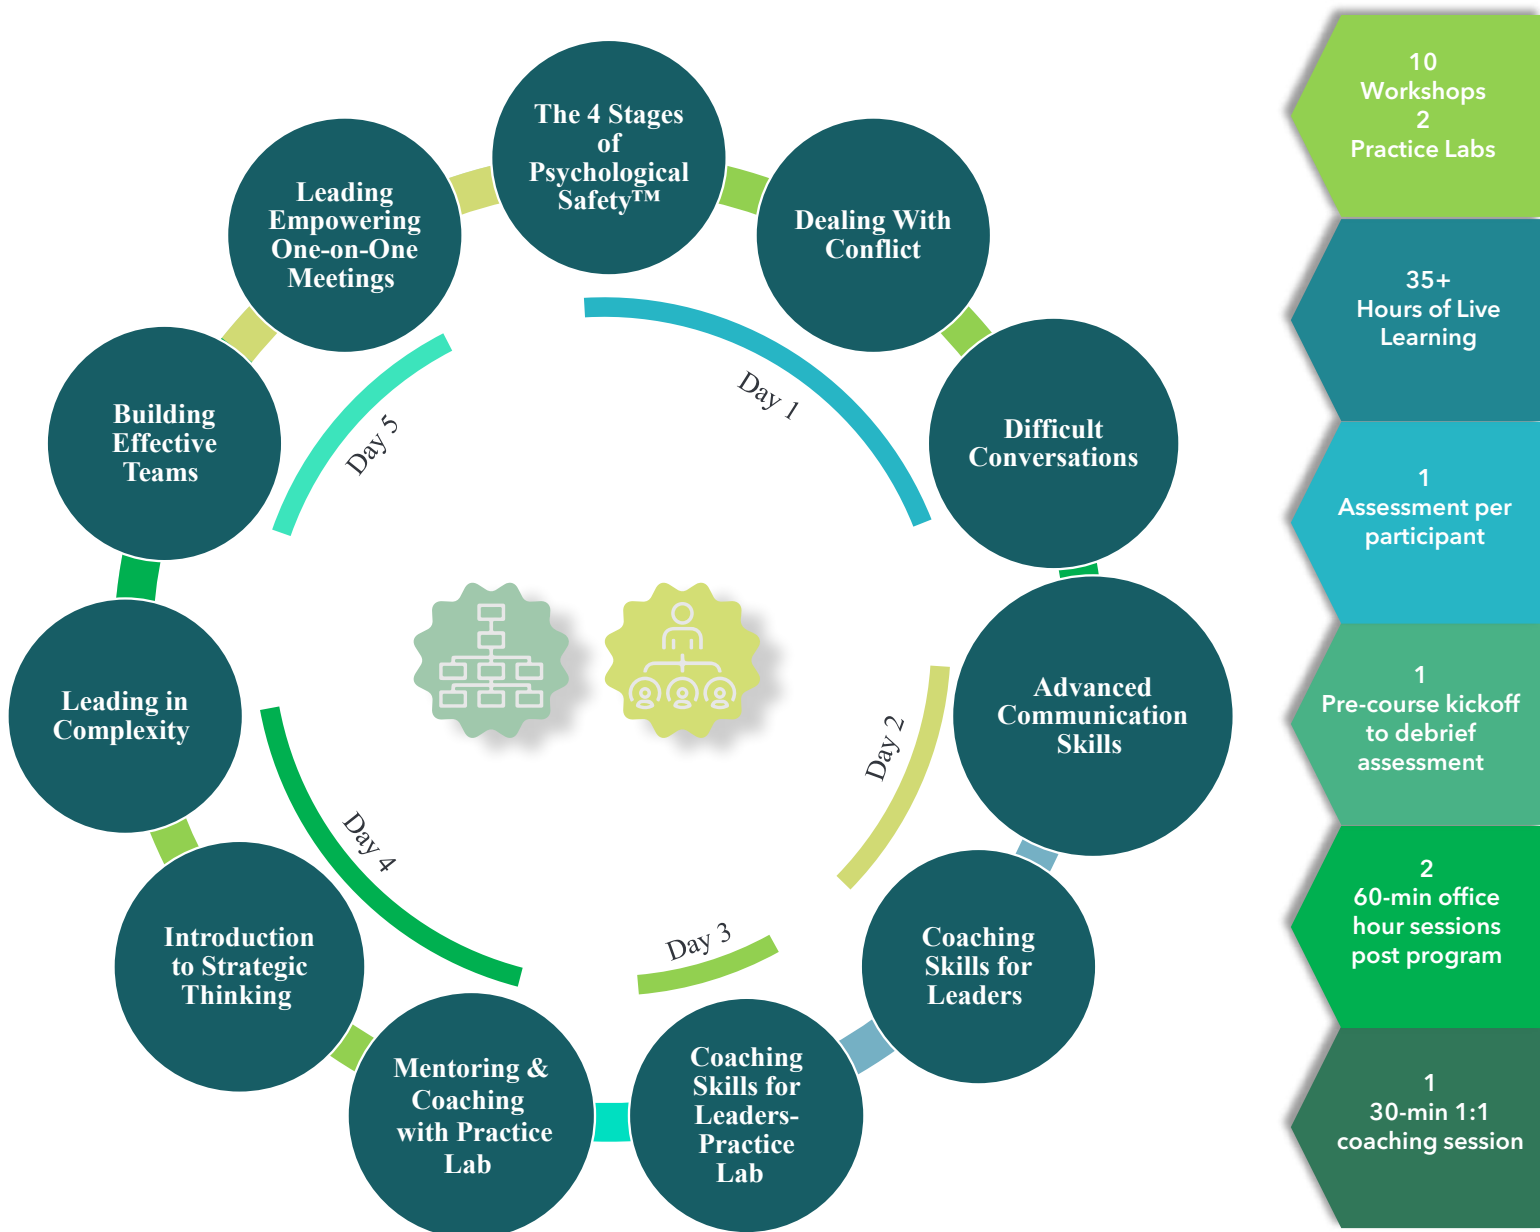 The 4 Stages
of
Psychological
Safety™
Dealing With
Conflict
Difficult
Conversations
Advanced
Communication
Skills
Coaching
Skills for
Leaders
Coaching
Skills for
Leaders-
Practice
Lab
Mentoring &
Coaching
with Practice
Lab
Introduction
to Strategic
Thinking
Leading in
Complexity
Building
Effective
Teams
Leading
Empowering
One-on-One
Meetings
Day 1
Day 2
Day 3
Day 4
Day 5
10
Workshops
2
Practice Labs
35+
Hours of Live
Learning
1
Assessment per
participant
1
Pre-course kickoff
to debrief
assessment
2
60-min office
hour sessions
post program
1
30-min 1:1
coaching session